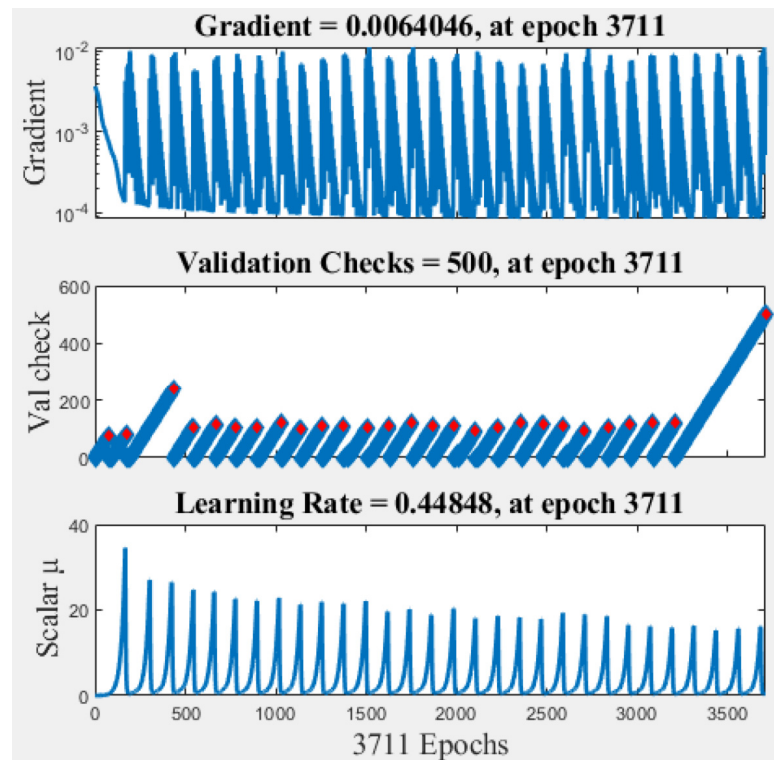 Gradient = 0.0064046, at epoch 3711
10-2
10-3
10-4
Gradient
Validation Checks = 500, at epoch 3711
600
400
200
0
Val check
Learning Rate = 0.44848, at epoch 3711
40
20
0
Scalar μ
0 500 1000 1500 2000 2500 3000 3500
3711 Epochs